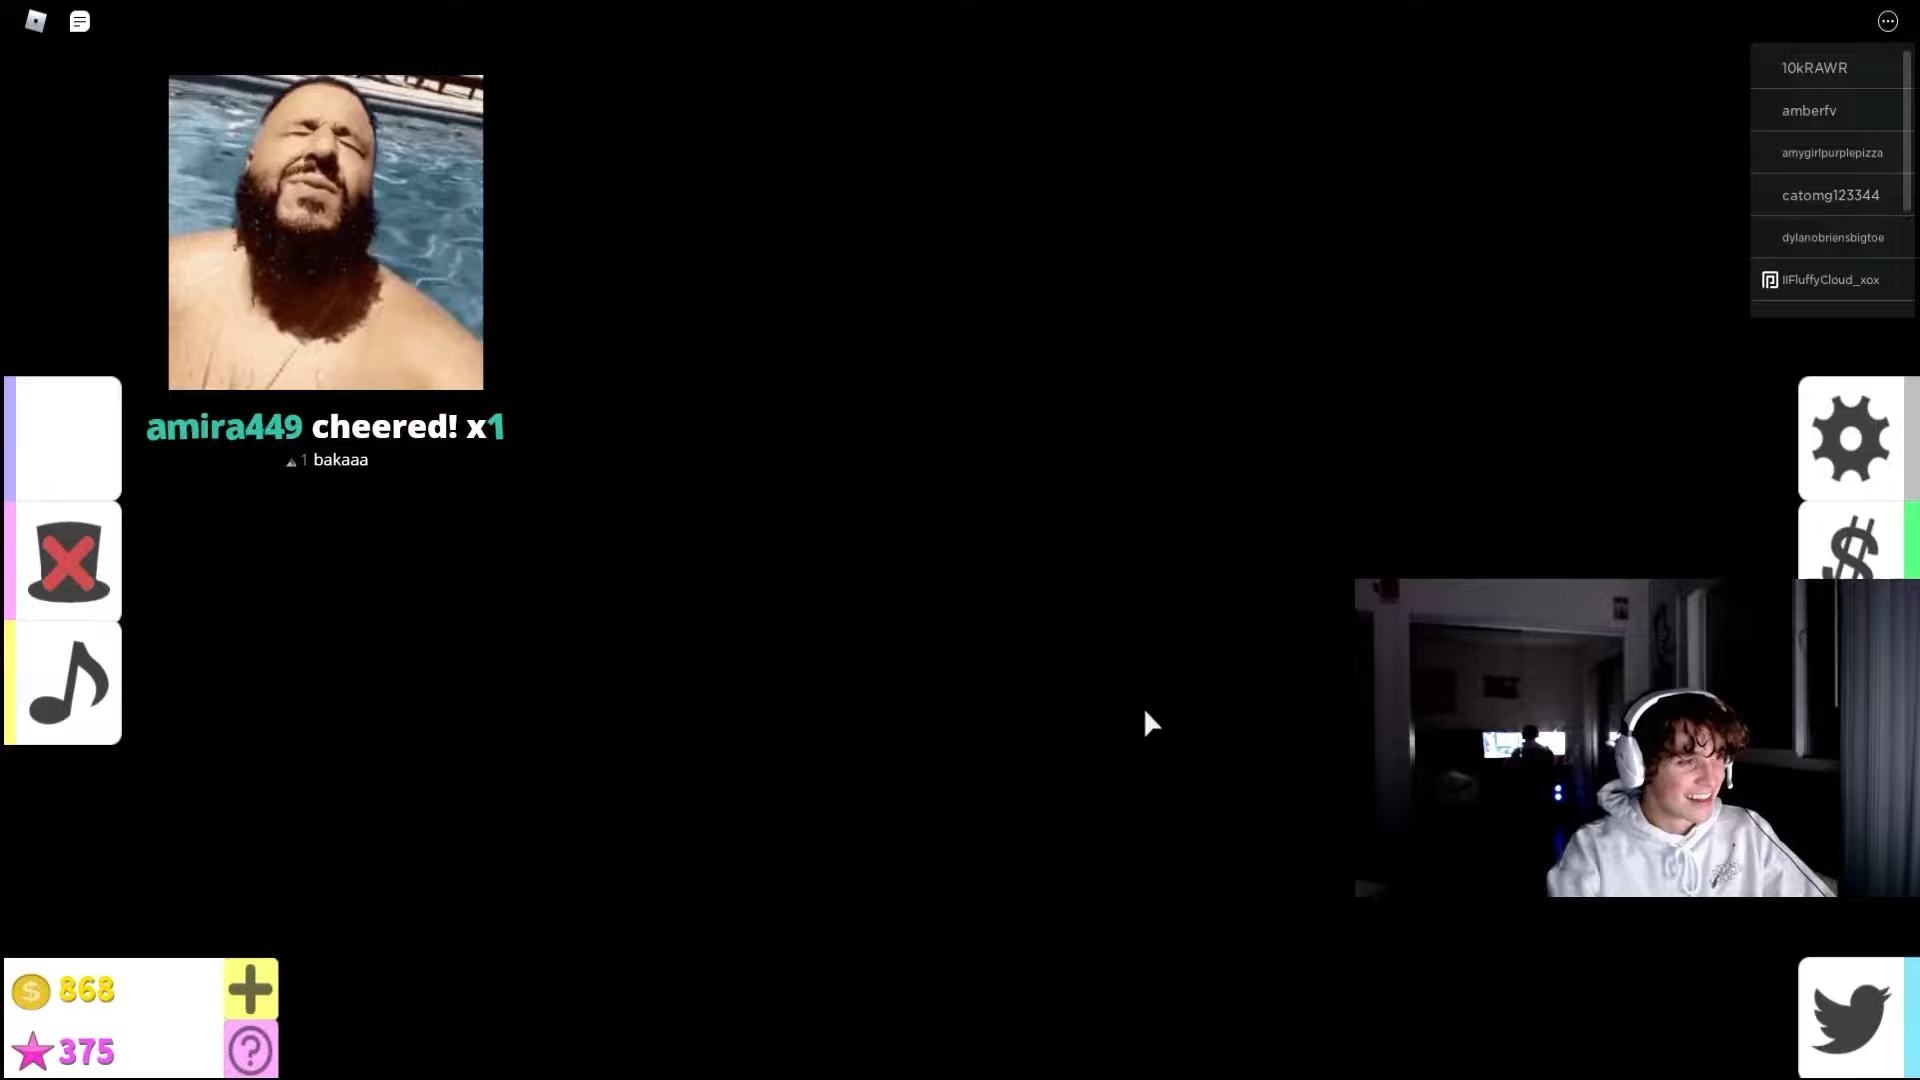 10kRAWR
amberfv
amygirlpurplepizza
catomg123344
dylanobriensbigtoe
IIFluffyCloud_xox
amira449 cheered! x1
1 bakaaa
868
375